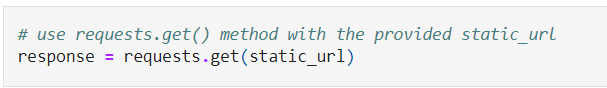 # use requests.get() method with the provided static_url
response = requests.get(static_url)